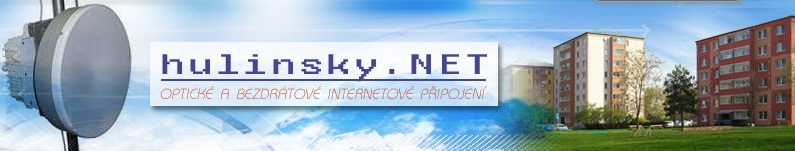 hulinsky.NET
OPTICKÉ A BEZDRÁTOVÉ INTERNETOVÉ PŘIPOJENÍ